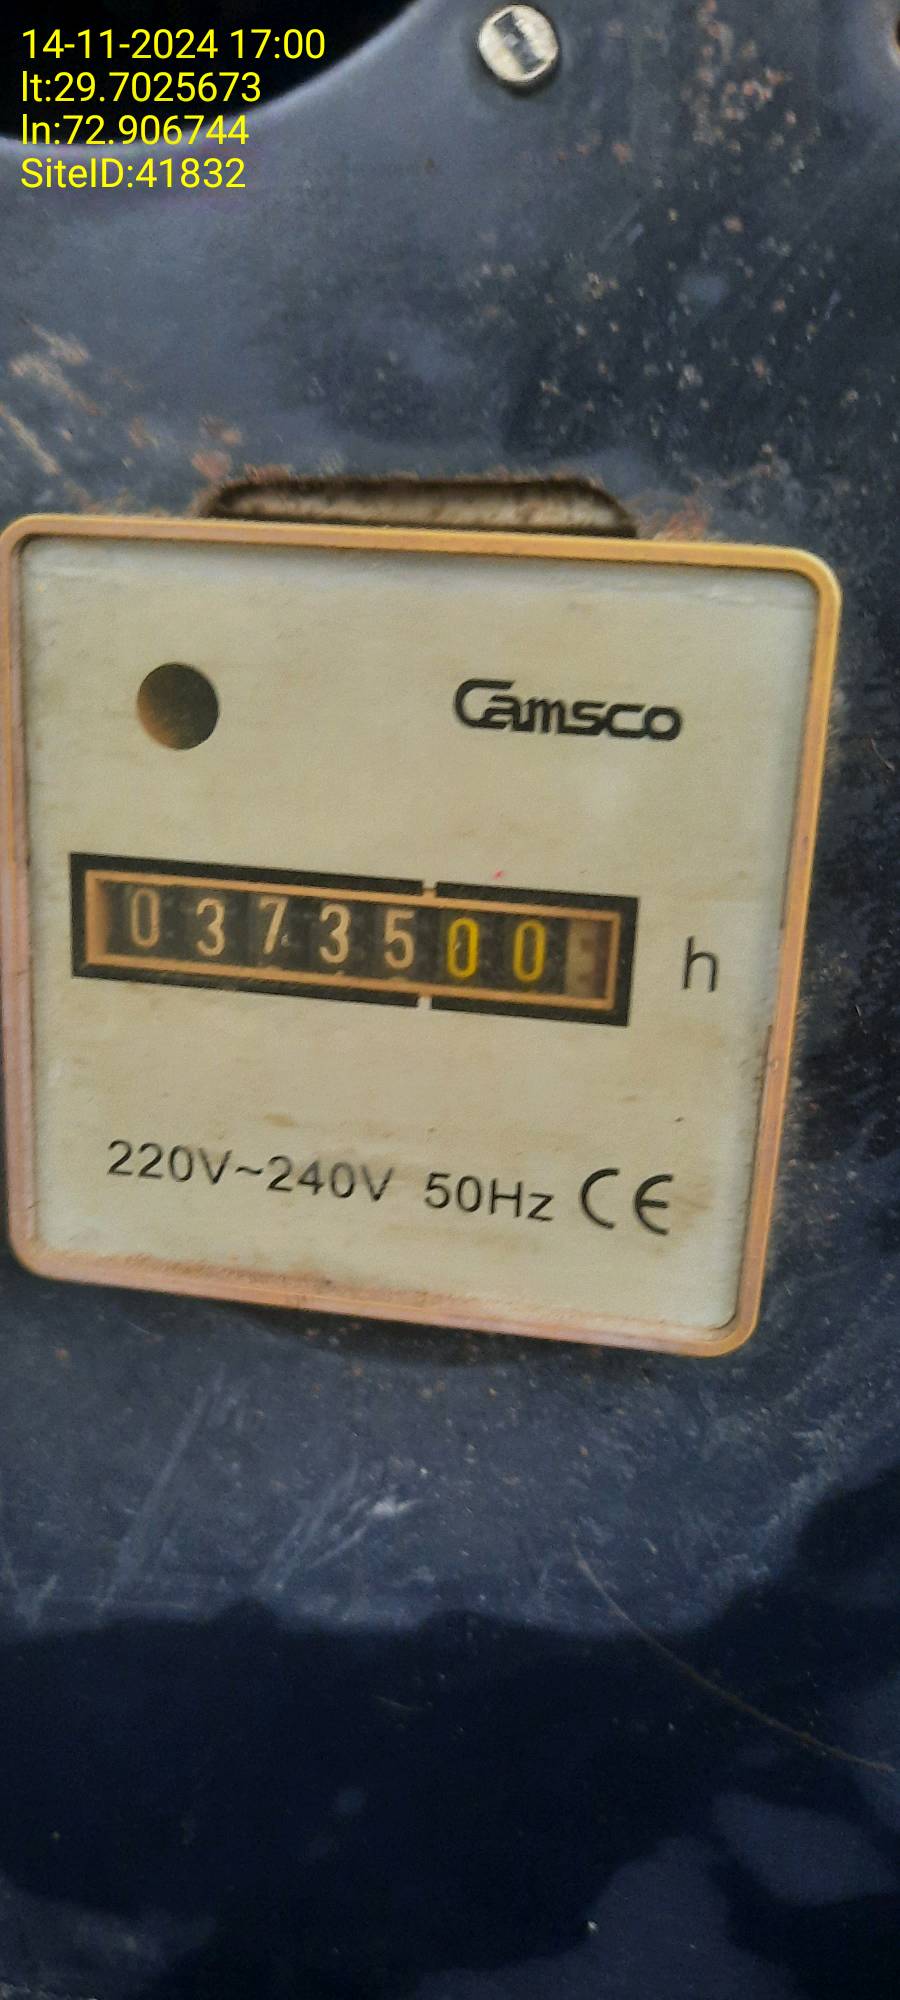 14-11-2024 17:00
lt:29.7025673
ln:72.906744
SiteID:41832
Camsco
0373500 h
220V~240V 50Hz CE